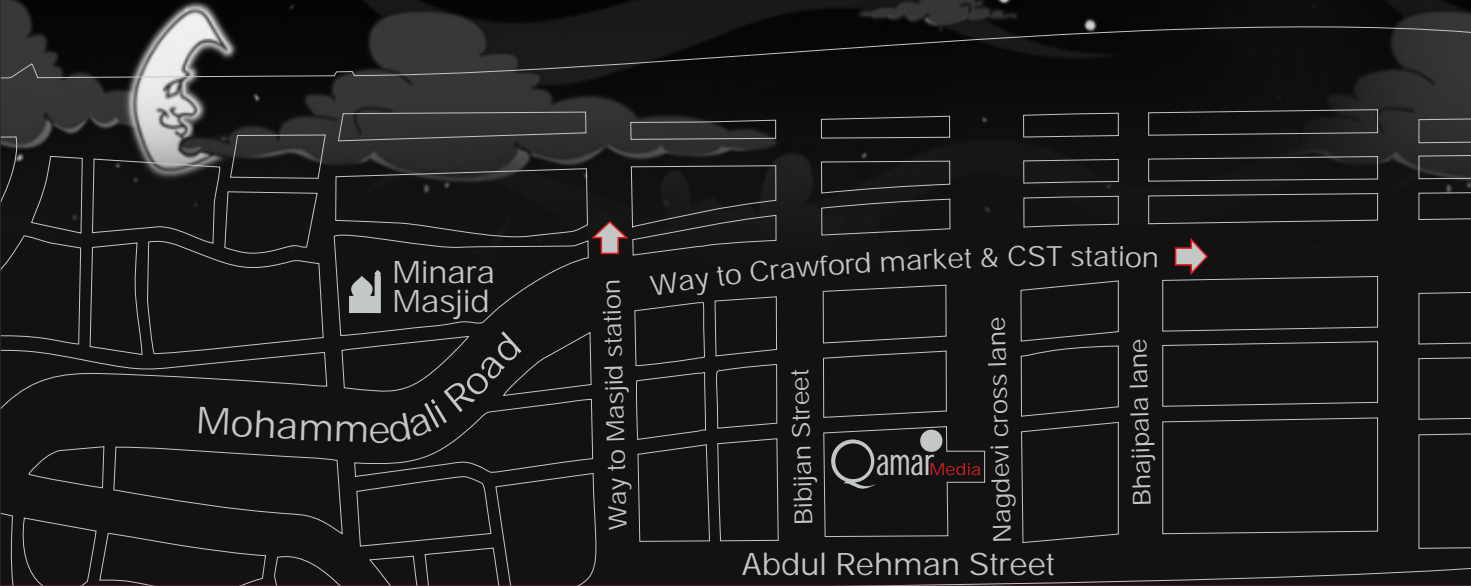 Minara
Masjid
Mohammedali Road
Way to Masjid station
Way to Crawford market & CST station
Bibijan Street
Qamar Media
Nagdevi cross lane
Bhajipala lane
Abdul Rehman Street